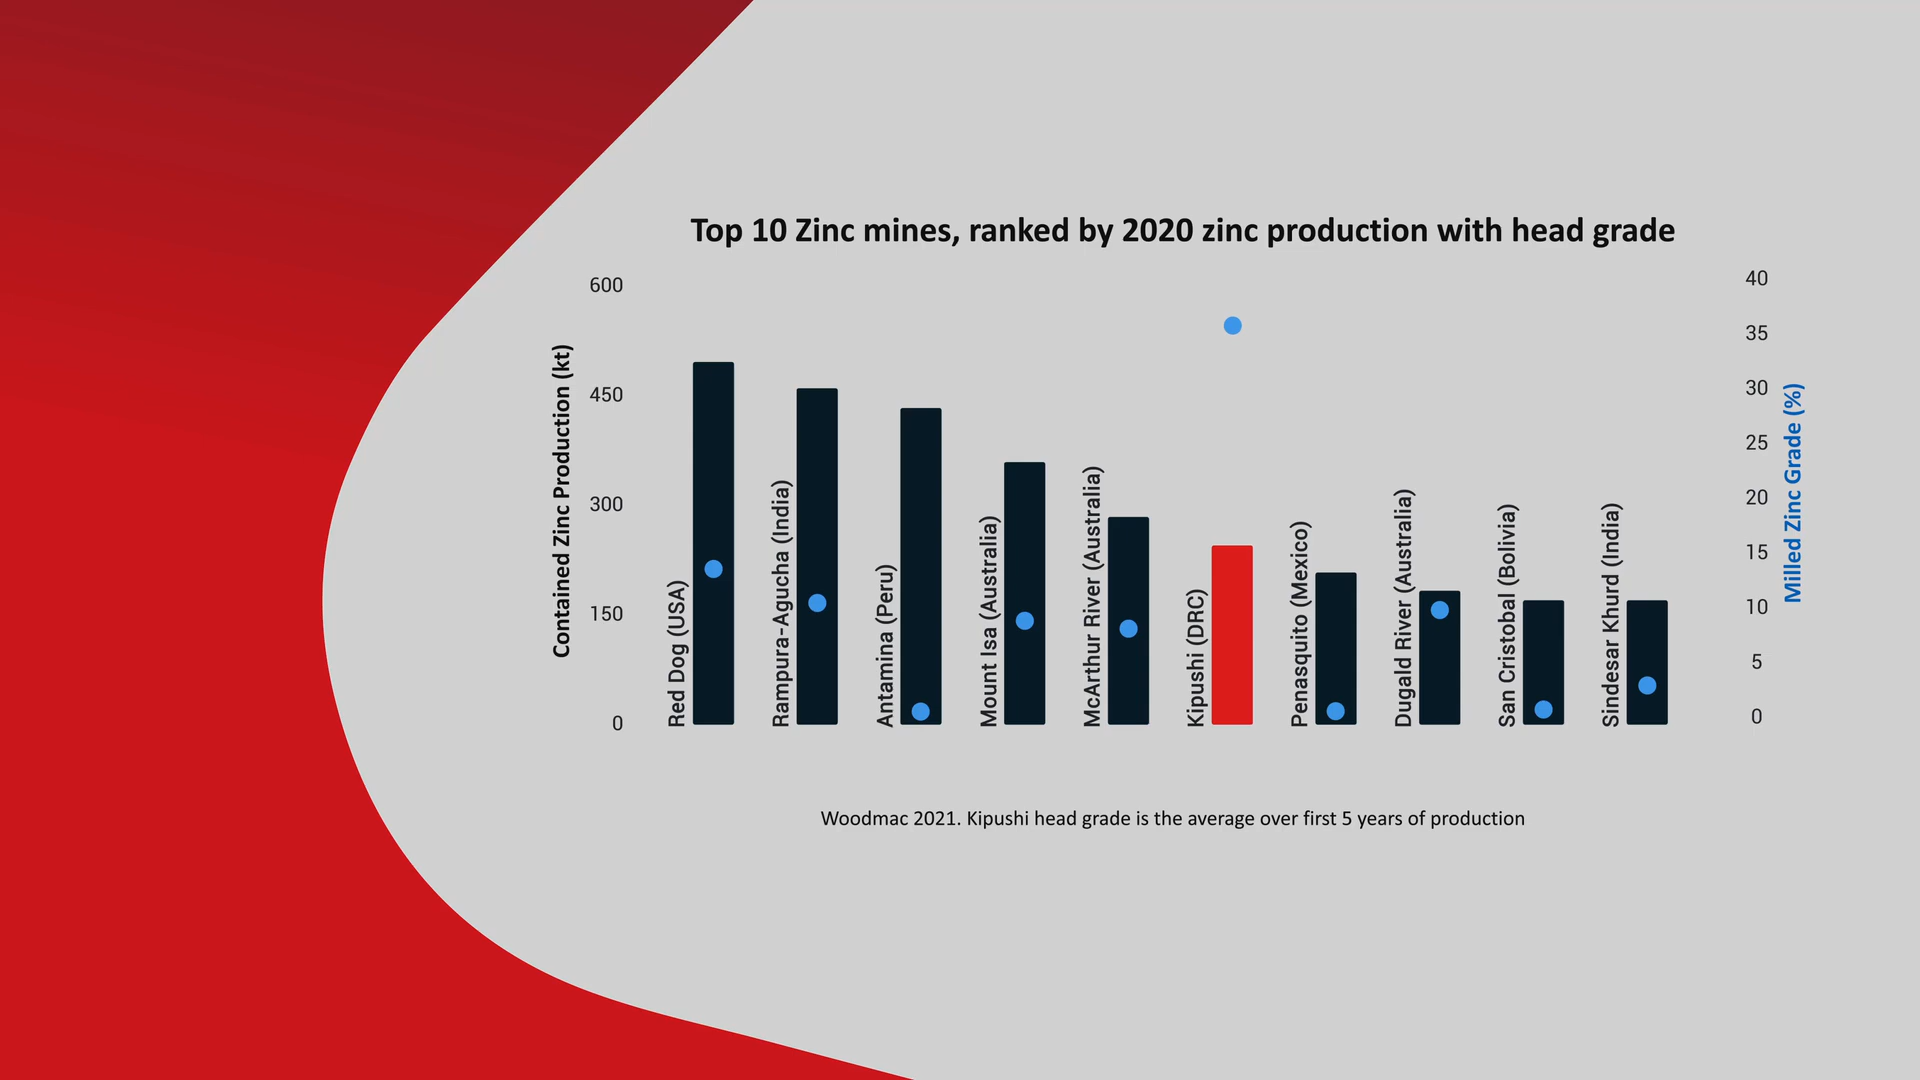 Top 10 Zinc mines, ranked by 2020 zinc production with head grade
Contained Zinc Production (kt)
600
450
300
150
0
Red Dog (USA)
Rampura-Agucha (India)
Antamina (Peru)
Mount Isa (Australia)
McArthur River (Australia)
Kipushi (DRC)
Penasquito (Mexico)
Dugald River (Australia)
San Cristobal (Bolivia)
Sindesar Khurd (India)
40
35
30
25
20
15
10
5
0
Milled Zinc Grade (%)
Woodmac 2021. Kipushi head grade is the average over first 5 years of production